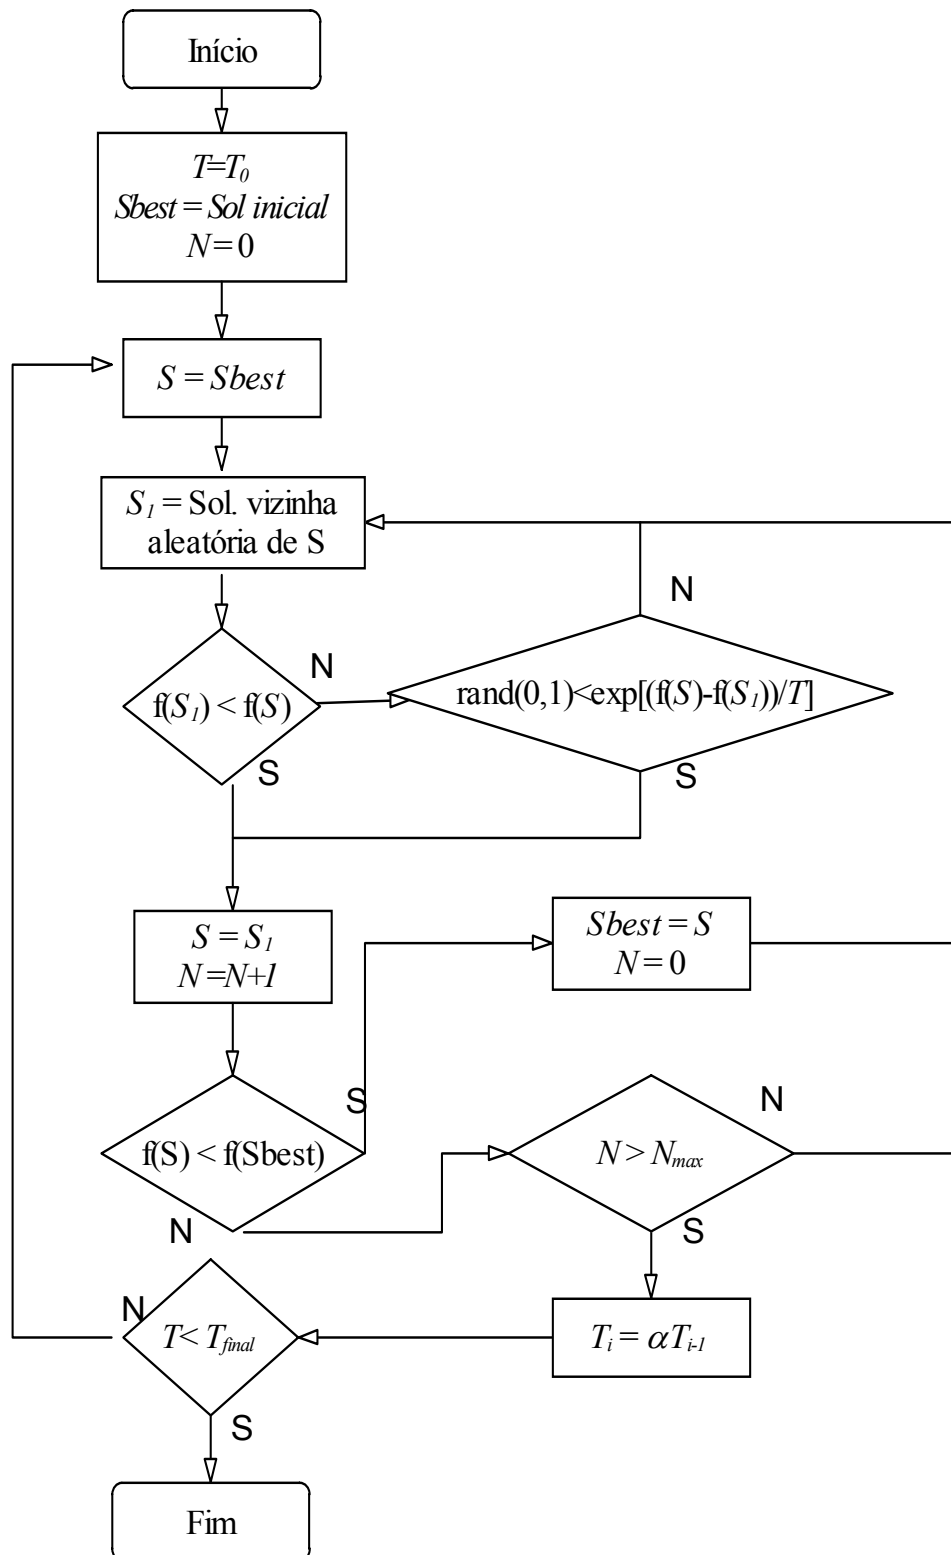 Início
T=T₀
Sbest = Sol inicial
N = 0
S = Sbest
S₁ = Sol. vizinha
aleatória de S
N
f(S₁) < f(S)
N
rand(0,1)<exp[(f(S)-f(S₁))/T]
S
S
S = S₁
N=N+1
Sbest = S
N = 0
S
f(S) < f(Sbest)
N
N > Nₘₐₓ
N
S
N
T< T_final
Tᵢ = αTᵢ₋₁
S
Fim